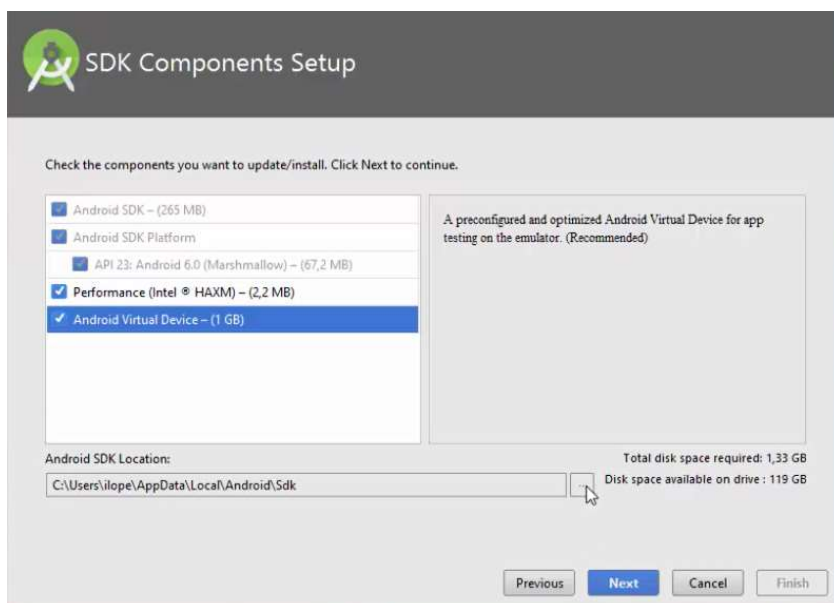 SDK Components Setup
Check the components you want to update/install. Click Next to continue.
Android SDK – (265 MB)
Android SDK Platform
API 23: Android 6.0 (Marshmallow) – (67,2 MB)
Performance (Intel ® HAXM) – (2,2 MB)
Android Virtual Device – (1 GB)
A preconfigured and optimized Android Virtual Device for app
testing on the emulator. (Recommended)
Android SDK Location:
C:\Users\ilope\AppData\Local\Android\Sdk
...
Total disk space required: 1,33 GB
Disk space available on drive : 119 GB
Previous
Next
Cancel
Finish